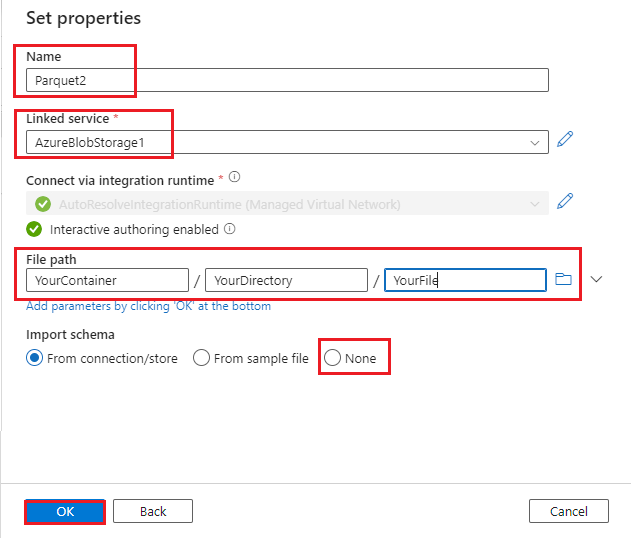 Set properties
Name
Parquet2
Linked service *
AzureBlobStorage1
Connect via integration runtime *
AutoResolveIntegrationRuntime (Managed Virtual Network)
Interactive authoring enabled
File path
YourContainer / YourDirectory / YourFile
Add parameters by clicking 'OK' at the bottom
Import schema
From connection/store From sample file None
OK Back Cancel